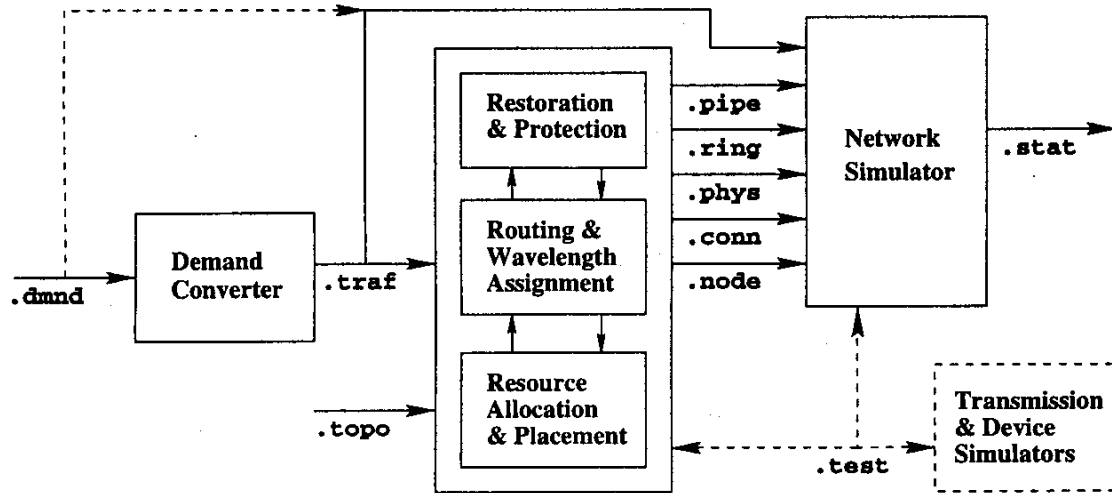 Restoration
& Protection
.pipe
.ring
.phys
.conn
.node
Network
Simulator
.stat
Routing &
Wavelength
Assignment
Demand
Converter
.dmnd
.traf
Resource
Allocation
& Placement
.topo
.test
Transmission
& Device
Simulators